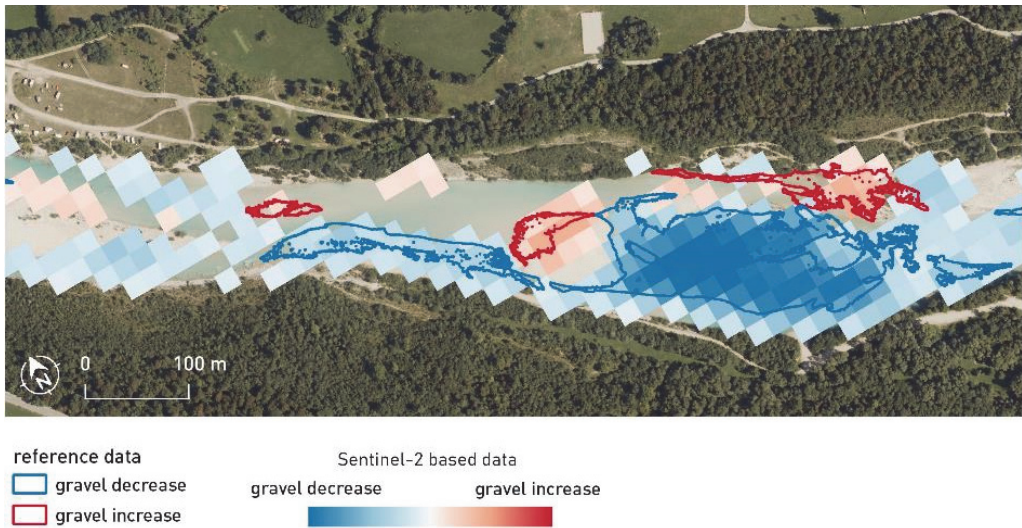 N
0 100 m
reference data
gravel decrease
gravel increase
Sentinel-2 based data
gravel decrease gravel increase